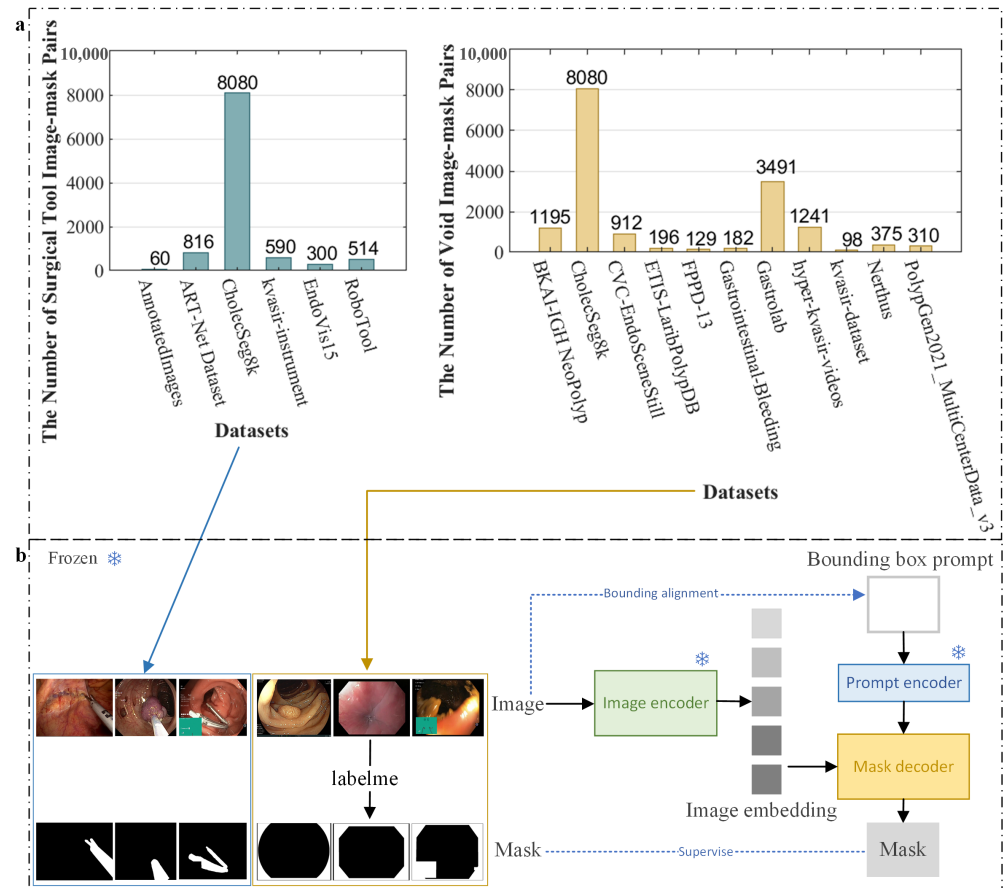 a
The Number of Surgical Tool Image-mask Pairs
10,000
8000
6000
4000
2000
0
60
816
8080
590
300
514
AnnotatedImages
ART-Net Dataset
CholecSeg8k
kvasir-instrument
EndoVis15
RoboTool
Datasets
The Number of Void Image-mask Pairs
10,000
8000
6000
4000
2000
0
1195
8080
912
196
129
182
3491
1241
98
375
310
BKAI-IGH NeoPolyp
CholecSeg8k
CVC-EndoSceneStill
ETIS-LaribPolypDB
FPPD-13
Gastrointestinal-Bleeding
Gastrolab
hyper-kvasir-videos
kvasir-dataset
Nerthus
PolypGen2021_MultiCenterData_v3
Datasets
b
Frozen
Bounding box prompt
Bounding alignment
Image
Image encoder
Prompt encoder
Mask decoder
labelme
Image embedding
Mask
Supervise
Mask